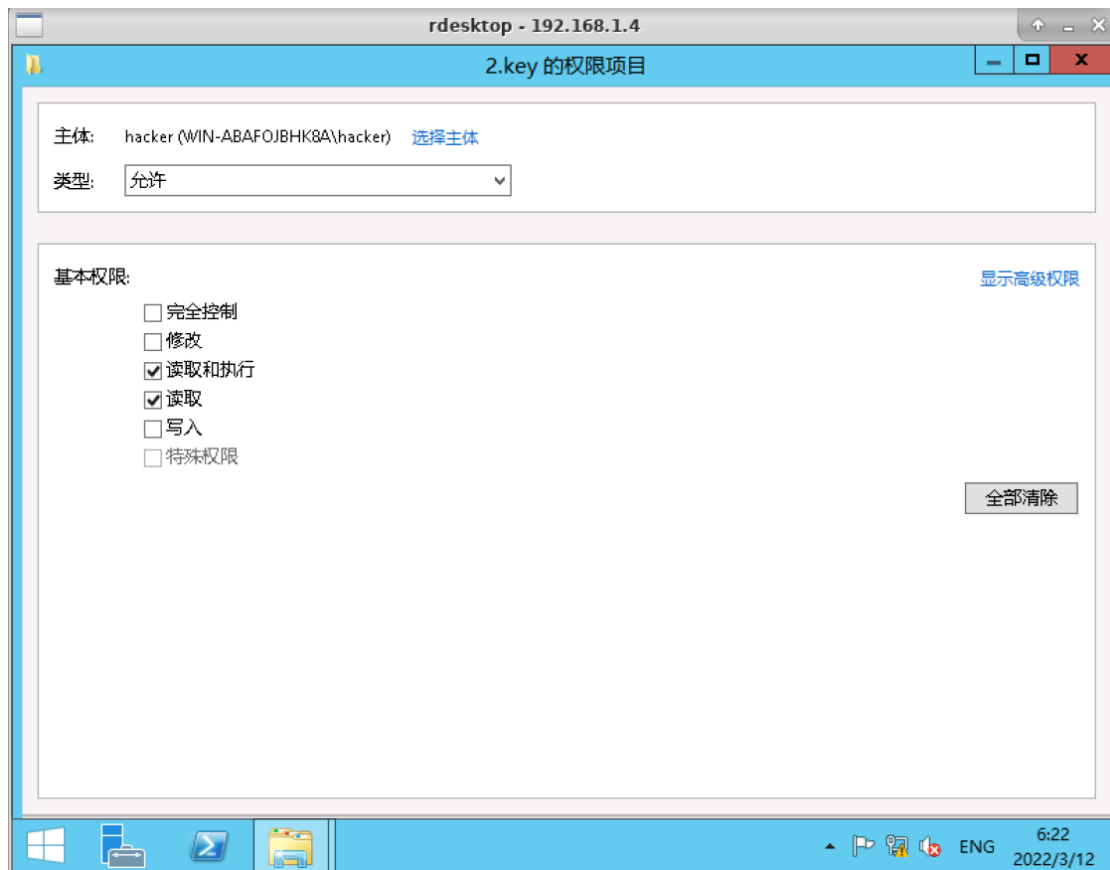 rdesktop - 192.168.1.4
2.key 的权限项目
主体: hacker (WIN-ABAFOJBHK8A\hacker) 选择主体
类型: 允许
基本权限: 显示高级权限
完全控制
修改
读取和执行
读取
写入
特殊权限
全部清除
ENG 6:22
2022/3/12